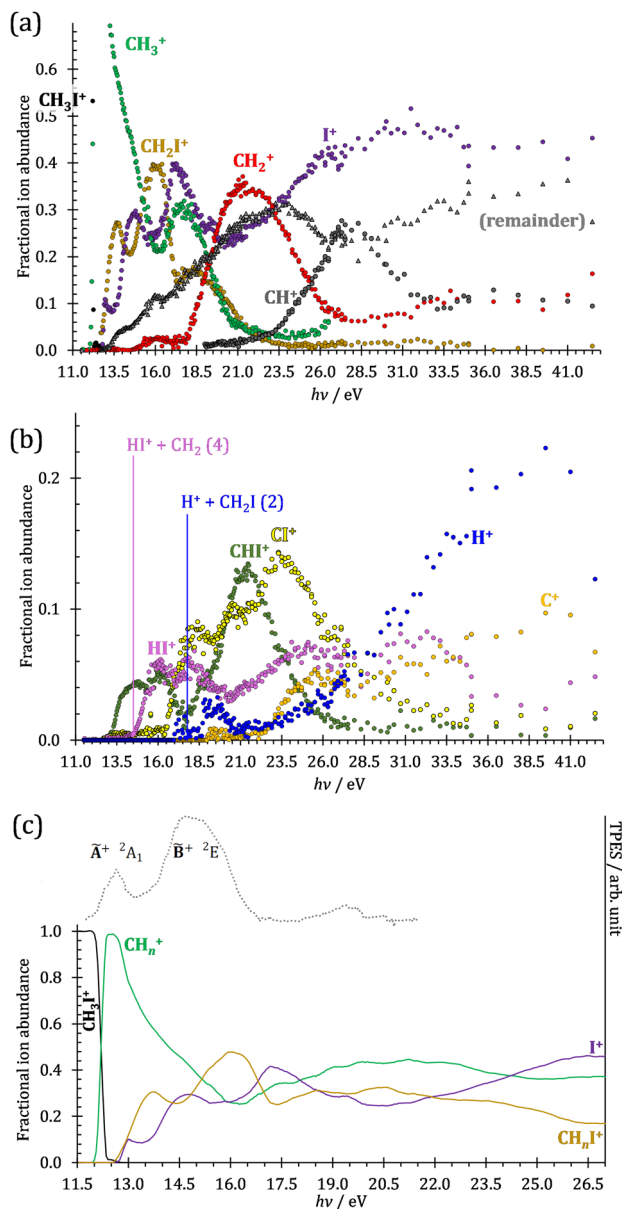 (a)
Fractional ion abundance
0.6
0.5
0.4
0.3
0.2
0.1
0.0
CH₃⁺
CH₃I⁺
CH₂I⁺
CH₂⁺
I⁺
(remainder)
CH⁺
11.0 13.5 16.0 18.5 21.0 23.5 26.0 28.5 31.0 33.5 36.0 38.5 41.0
hν / eV
(b)
Fractional ion abundance
0.2
0.1
0.0
HI⁺ + CH₂ (4)
H⁺ + CH₂I (2)
CI⁺
CHI⁺
HI⁺
H⁺
C⁺
11.0 13.5 16.0 18.5 21.0 23.5 26.0 28.5 31.0 33.5 36.0 38.5 41.0
hν / eV
(c)
Ã⁺ ²A₁
B̃⁺ ²E
TPES / arb. unit
Fractional ion abundance
1.0
0.8
0.6
0.4
0.2
0.0
CH₃I⁺
CHₙ⁺
I⁺
CHₙI⁺
11.5 13.0 14.5 16.0 17.5 19.0 20.5 22.0 23.5 25.0 26.5
hν / eV